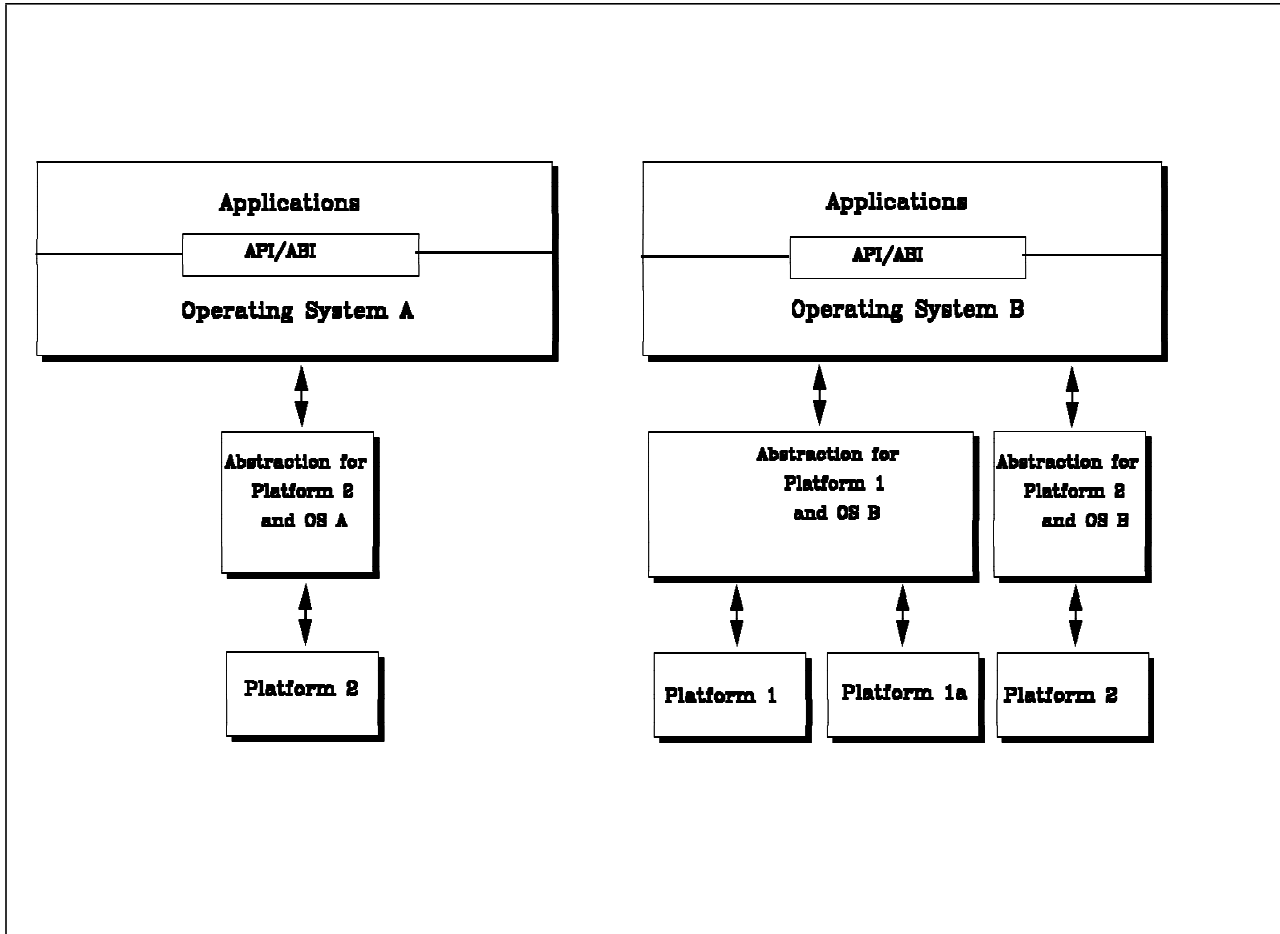 Applications
API/ABI
Operating System A
Abstraction for
Platform 2
and OS A
Platform 2
Applications
API/ABI
Operating System B
Abstraction for
Platform 1
and OS B
Abstraction for
Platform 2
and OS B
Platform 1
Platform 1a
Platform 2